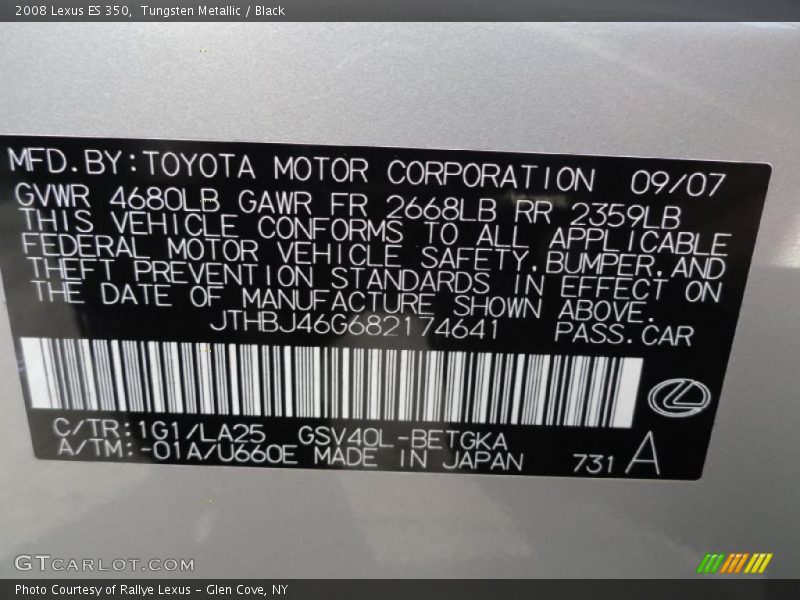 2008 Lexus ES 350, Tungsten Metallic / Black
MFD.BY:TOYOTA MOTOR CORPORATION 09/07
GVWR 4680LB GAWR FR 2668LB RR 2359LB
THIS VEHICLE CONFORMS TO ALL APPLICABLE
FEDERAL MOTOR VEHICLE SAFETY,BUMPER,AND
THEFT PREVENTION STANDARDS IN EFFECT ON
THE DATE OF MANUFACTURE SHOWN ABOVE.
JTHBJ46G682174641 PASS.CAR
C/TR:1G1/LA25 GSV40L-BETGKA
A/TM:-01A/U660E MADE IN JAPAN 731 A
GTCARLOT.COM
Photo Courtesy of Rallye Lexus - Glen Cove, NY